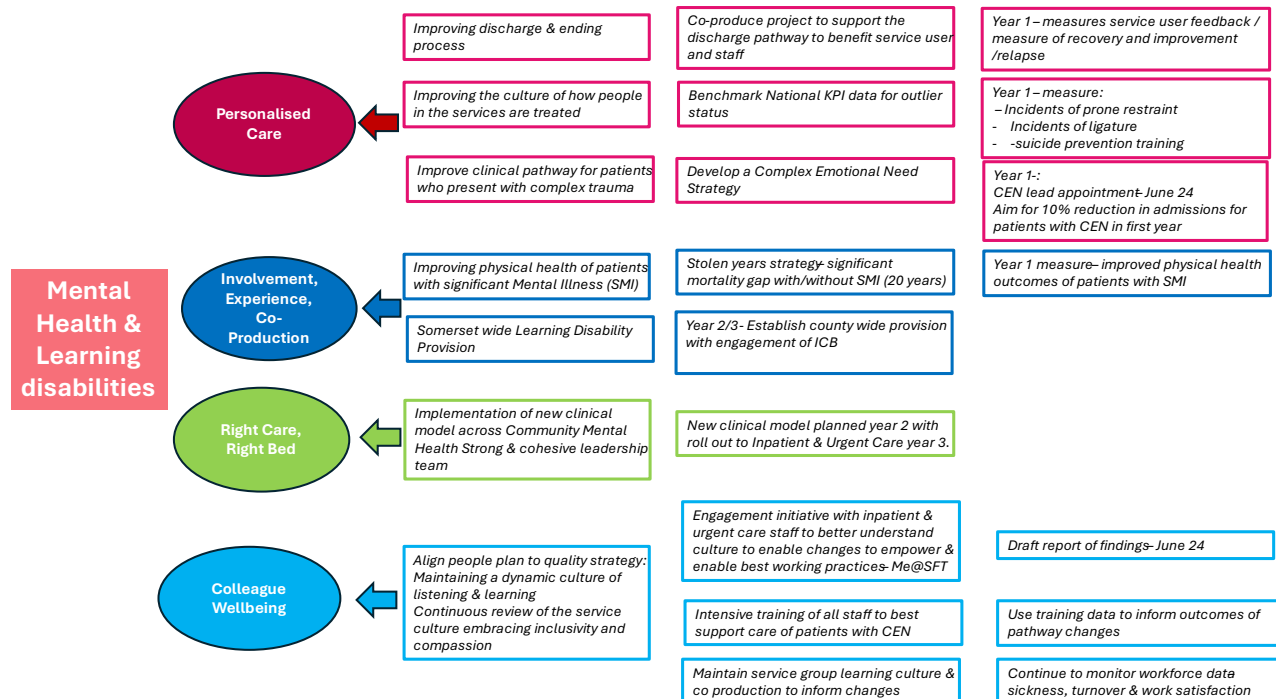 Mental
Health &
Learning
disabilities
Personalised
Care
Improving discharge & ending
process
Co-produce project to support the
discharge pathway to benefit service user
and staff
Year 1 – measures service user feedback /
measure of recovery and improvement
/relapse
Improving the culture of how people
in the services are treated
Benchmark National KPI data for outlier
status
Year 1 – measure:
– Incidents of prone restraint
- Incidents of ligature
- -suicide prevention training
Improve clinical pathway for patients
who present with complex trauma
Develop a Complex Emotional Need
Strategy
Year 1-:
CEN lead appointment– June 24
Aim for 10% reduction in admissions for
patients with CEN in first year
Involvement,
Experience,
Co-
Production
Improving physical health of patients
with significant Mental Illness (SMI)
Stolen years strategy– significant
mortality gap with/without SMI (20 years)
Year 1 measure– improved physical health
outcomes of patients with SMI
Somerset wide Learning Disability
Provision
Year 2/3- Establish county wide provision
with engagement of ICB
Right Care,
Right Bed
Implementation of new clinical
model across Community Mental
Health Strong & cohesive leadership
team
New clinical model planned year 2 with
roll out to Inpatient & Urgent Care year 3.
Colleague
Wellbeing
Align people plan to quality strategy:
Maintaining a dynamic culture of
listening & learning
Continuous review of the service
culture embracing inclusivity and
compassion
Engagement initiative with inpatient &
urgent care staff to better understand
culture to enable changes to empower &
enable best working practices– Me@SFT
Draft report of findings– June 24
Intensive training of all staff to best
support care of patients with CEN
Use training data to inform outcomes of
pathway changes
Maintain service group learning culture &
co production to inform changes
Continue to monitor workforce data
sickness, turnover & work satisfaction